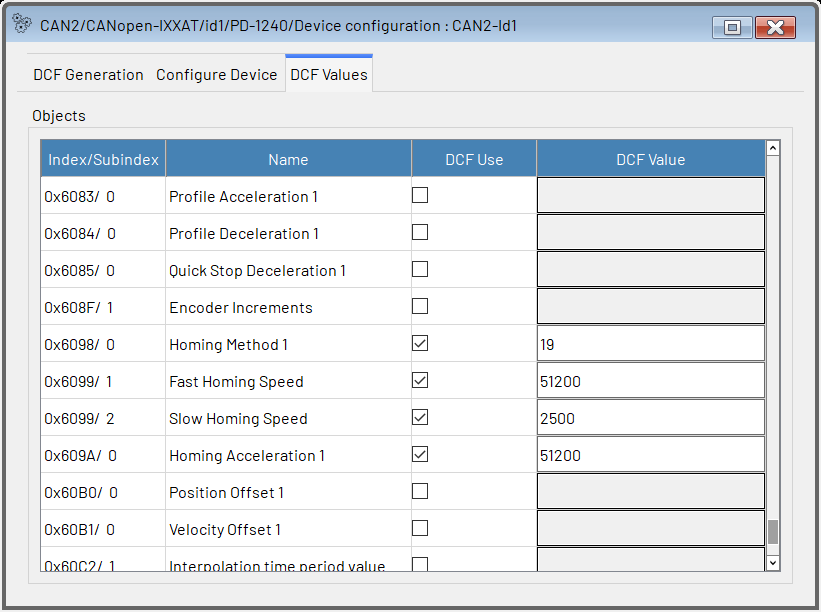 CAN2/CANopen-IXXAT/id1/PD-1240/Device configuration : CAN2-Id1
DCF Generation Configure Device DCF Values
Objects
Index/Subindex Name DCF Use DCF Value
0x6083/ 0 Profile Acceleration 1
0x6084/ 0 Profile Deceleration 1
0x6085/ 0 Quick Stop Deceleration 1
0x608F/ 1 Encoder Increments
0x6098/ 0 Homing Method 1 19
0x6099/ 1 Fast Homing Speed 51200
0x6099/ 2 Slow Homing Speed 2500
0x609A/ 0 Homing Acceleration 1 51200
0x60B0/ 0 Position Offset 1
0x60B1/ 0 Velocity Offset 1
0x60C2/ 1 Interpolation time period value